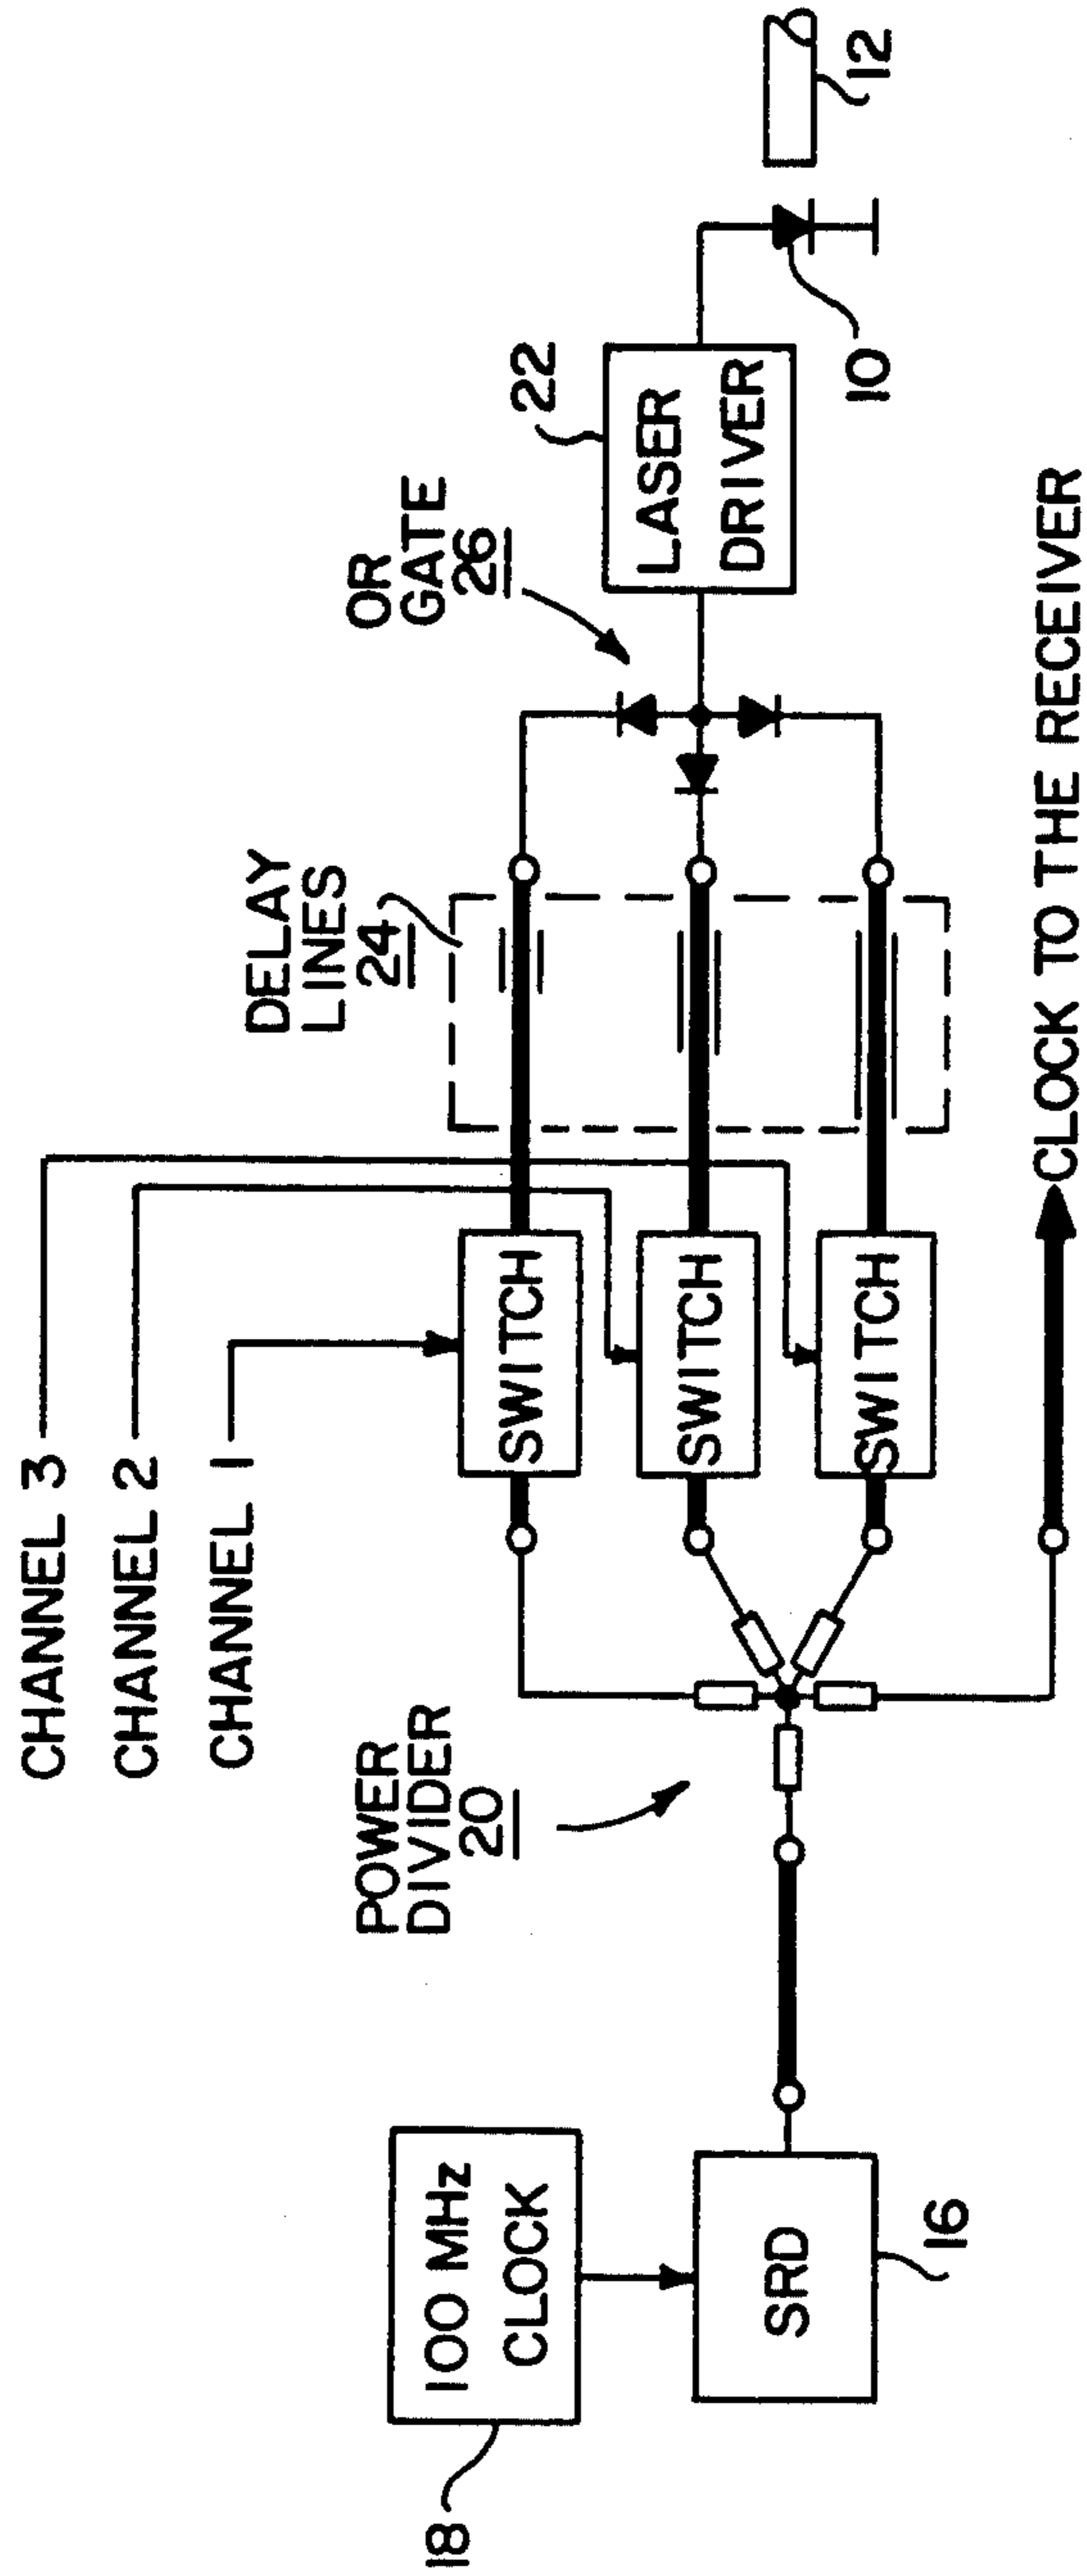 CHANNEL 3
CHANNEL 2
CHANNEL 1
18
100 MHz
CLOCK
SRD
16
POWER
DIVIDER
20
SWITCH
SWITCH
SWITCH
DELAY
LINES
24
OR
GATE
26
22
LASER
DRIVER
10
12
CLOCK TO THE RECEIVER